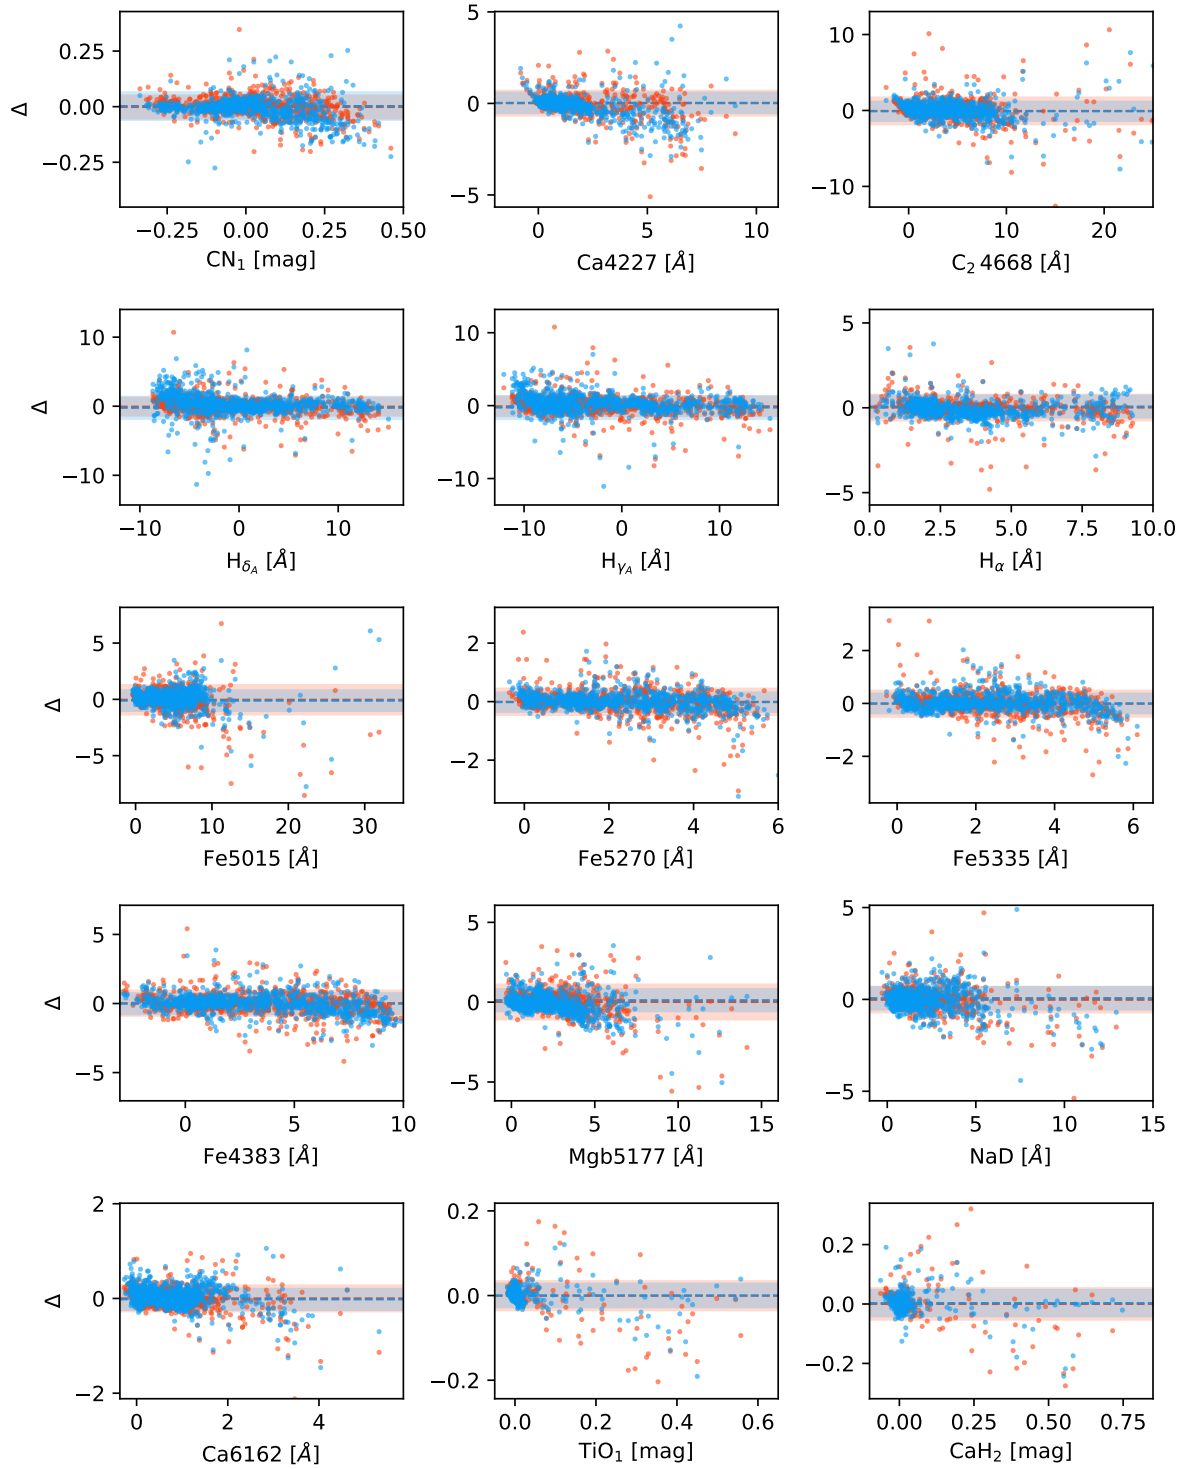 0.25
0.00
−0.25
Δ
−0.25 0.00 0.25 0.50
CN₁ [mag]
5
0
−5
0 5 10
Ca4227 [Å]
10
0
−10
0 10 20
C₂ 4668 [Å]
10
0
−10
Δ
−10 0 10
H_δ_A [Å]
10
0
−10
−10 0 10
H_γ_A [Å]
5
0
−5
0.0 2.5 5.0 7.5 10.0
H_α [Å]
5
0
−5
Δ
0 10 20 30
Fe5015 [Å]
2
0
−2
0 2 4 6
Fe5270 [Å]
2
0
−2
0 2 4 6
Fe5335 [Å]
5
0
−5
Δ
0 5 10
Fe4383 [Å]
5
0
−5
0 5 10 15
Mgb5177 [Å]
5
0
−5
0 5 10 15
NaD [Å]
2
0
−2
Δ
0 2 4
Ca6162 [Å]
0.2
0.0
−0.2
0.0 0.2 0.4 0.6
TiO₁ [mag]
0.2
0.0
−0.2
0.00 0.25 0.50 0.75
CaH₂ [mag]